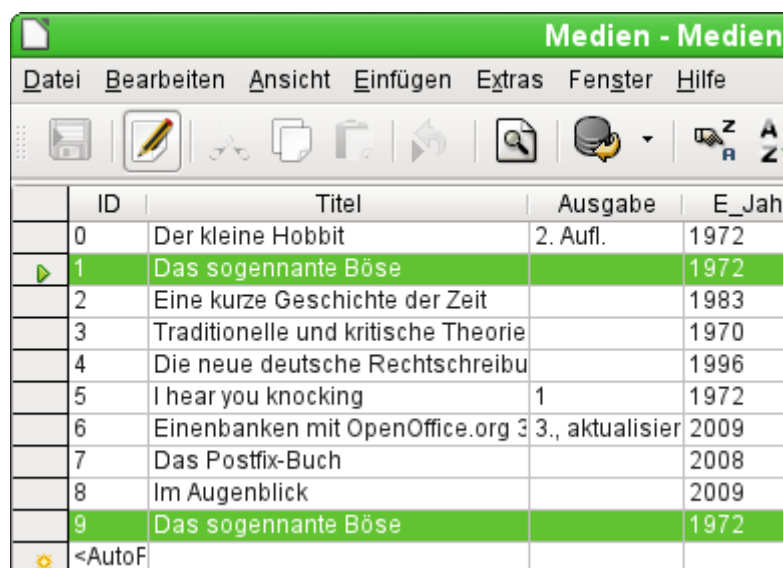 Medien - Medien
Datei Bearbeiten Ansicht Einfügen Extras Fenster Hilfe
Z
A
A
Z
ID Titel Ausgabe E_Jah
0 Der kleine Hobbit 2. Aufl. 1972
1 Das sogennante Böse 1972
2 Eine kurze Geschichte der Zeit 1983
3 Traditionelle und kritische Theorie 1970
4 Die neue deutsche Rechtschreibu 1996
5 I hear you knocking 1 1972
6 Einenbanken mit OpenOffice.org 3 3., aktualisier 2009
7 Das Postfix-Buch 2008
8 Im Augenblick 2009
9 Das sogennante Böse 1972
<AutoF